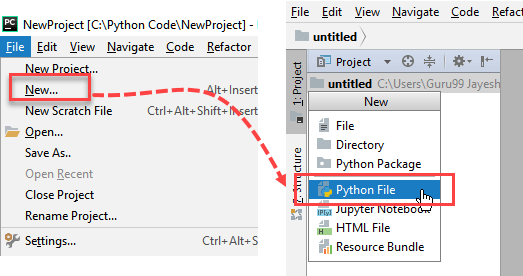 PC NewProject [C:\Python Code\NewProject] -
File Edit View Navigate Code Refactor
New Project...
New... Alt+Insert
New Scratch File Ctrl+Alt+Shift+Insert
Open...
Save As..
Open Recent
Close Project
Rename Project...
Settings... Ctrl+Alt+S
File Edit View Navigate Code Refactor
untitled
Project
1: Project
untitled C:\Users\Guru99 Jayesh
New
File
Directory
Python Package
Python File
Jupyter Notebook
HTML File
Resource Bundle
7: Structure